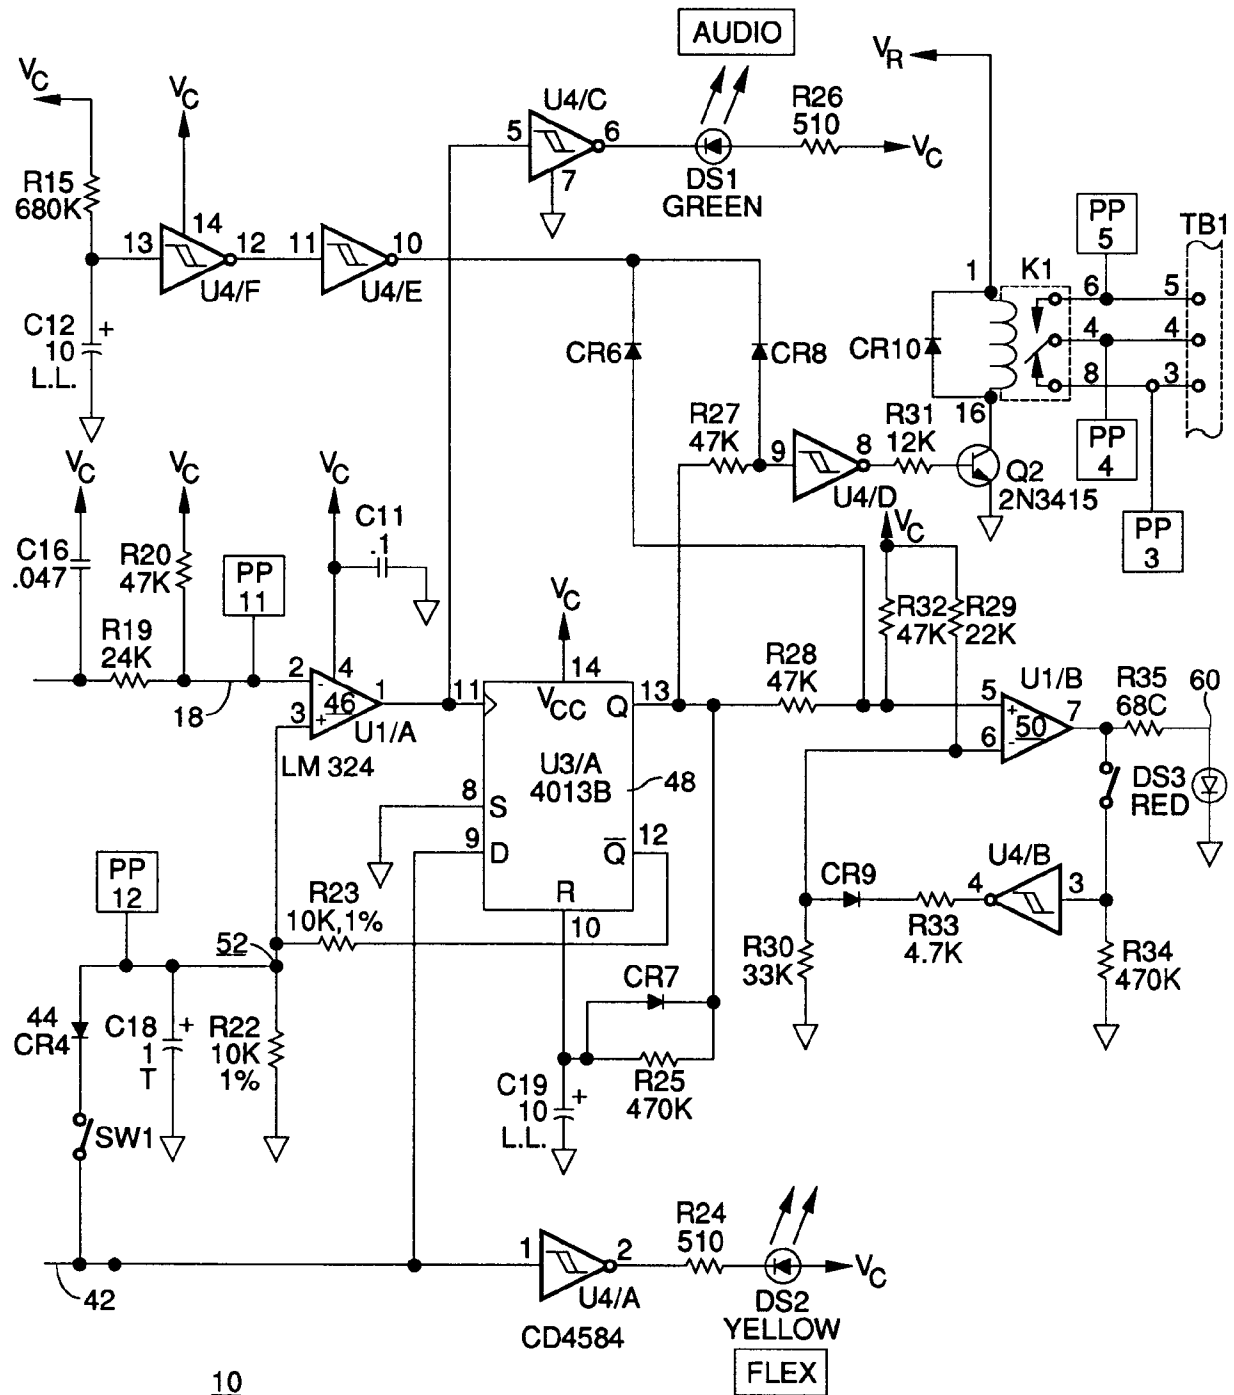 AUDIO
VR
VC
VC
U4/C
5
6
7
R26
510
VC
DS1
GREEN
R15
680K
13
14
12
U4/F
11
10
U4/E
C12
10
L.L.
+
CR6
CR8
CR10
1
K1
16
6
4
8
PP
5
TB1
5
4
3
PP
4
PP
3
R27
47K
9
8
U4/D
R31
12K
Q2
2N3415
VC
VC
VC
C11
.1
C16
.047
R20
47K
PP
11
R19
24K
18
2
3
4
-
+
46
1
U1/A
LM 324
VC
14
11
VCC
Q
13
U3/A
4013B
48
8
S
9
D
Q
12
R
10
VC
R32
47K
R29
22K
R28
47K
5
6
+
-
50
7
U1/B
R35
68C
60
DS3
RED
U4/B
4
3
CR9
R33
4.7K
R30
33K
R34
470K
PP
12
52
R23
10K,1%
44
CR4
C18
1
T
+
R22
10K
1%
SW1
CR7
R25
470K
C19
10
L.L.
+
42
1
2
U4/A
CD4584
R24
510
DS2
YELLOW
VC
FLEX
10